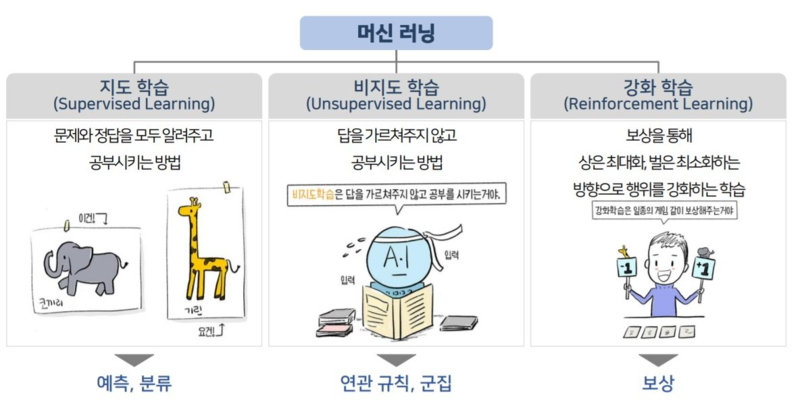 머신 러닝
지도 학습
(Supervised Learning)
문제와 정답을 모두 알려주고
공부시키는 방법
이건!
코끼리
기린
요건!
예측, 분류
비지도 학습
(Unsupervised Learning)
답을 가르쳐주지 않고
공부시키는 방법
비지도학습은 답을 가르쳐주지 않고 공부를 시키는거야.
A.I
입력
입력
연관 규칙, 군집
강화 학습
(Reinforcement Learning)
보상을 통해
상은 최대화, 벌은 최소화하는
방향으로 행위를 강화하는 학습
강화학습은 일종의 게임 같이 보상해주는거야
-1
+1
보상